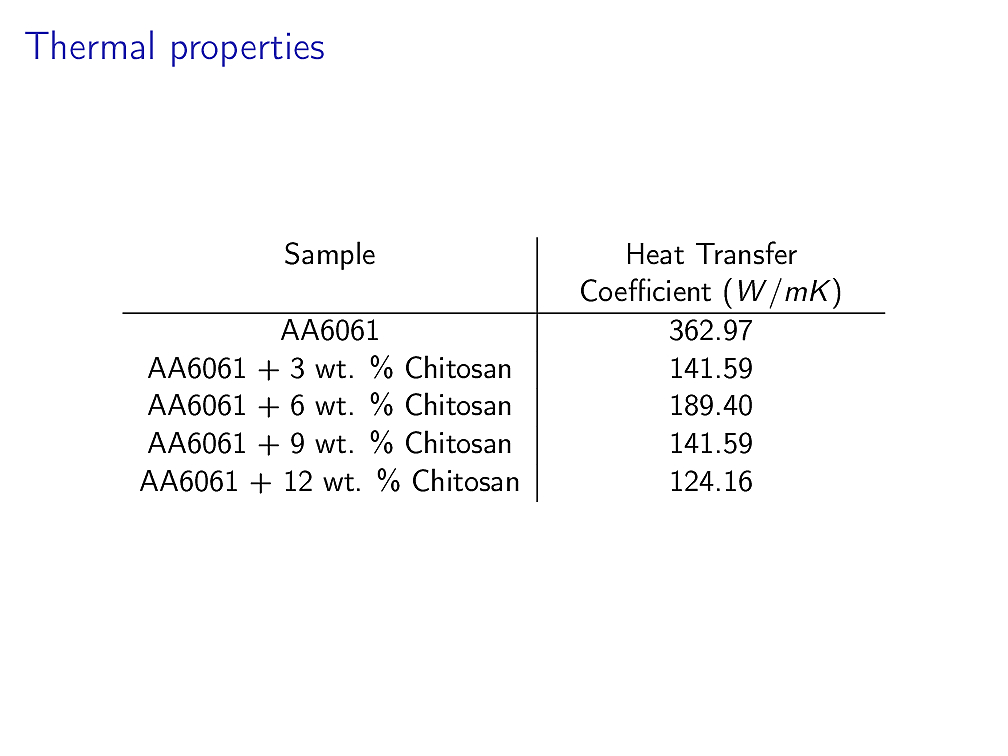 Thermal properties
Sample Heat Transfer
Coefficient (W/mK)
AA6061 362.97
AA6061 + 3 wt. % Chitosan 141.59
AA6061 + 6 wt. % Chitosan 189.40
AA6061 + 9 wt. % Chitosan 141.59
AA6061 + 12 wt. % Chitosan 124.16